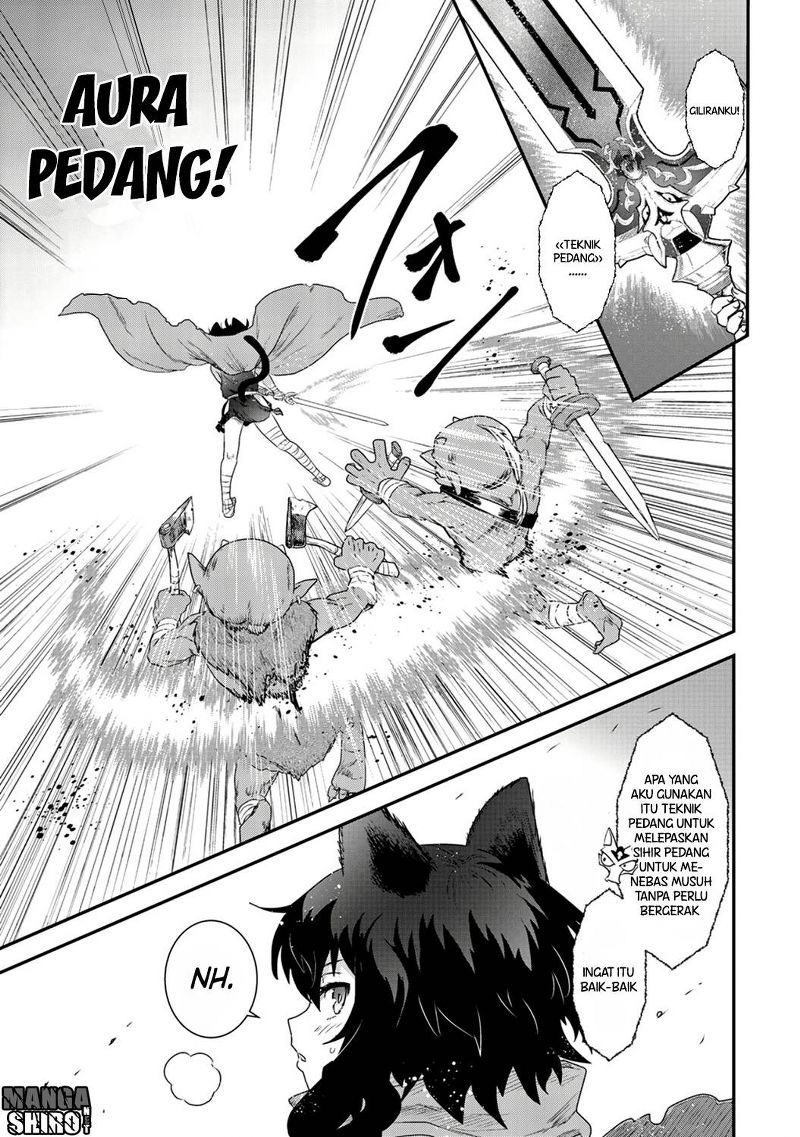 GILIRANKU!
<<TEKNIK
PEDANG>>
......
AURA
PEDANG!
フォン
APA YANG
AKU GUNAKAN
ITU TEKNIK
PEDANG UNTUK
MELEPASKAN
SIHIR PEDANG
UNTUK ME-
NEBAS MUSUH
TANPA PERLU
BERGERAK
INGAT ITU
BAIK-BAIK
NH.
MANGA
SHIRO